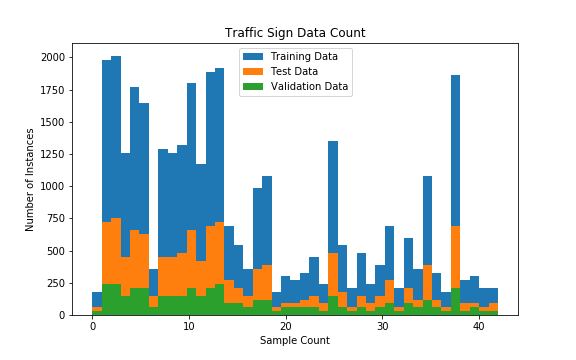 Traffic Sign Data Count
Training Data
Test Data
Validation Data
Number of Instances
2000
1750
1500
1250
1000
750
500
250
0
0 10 20 30 40
Sample Count